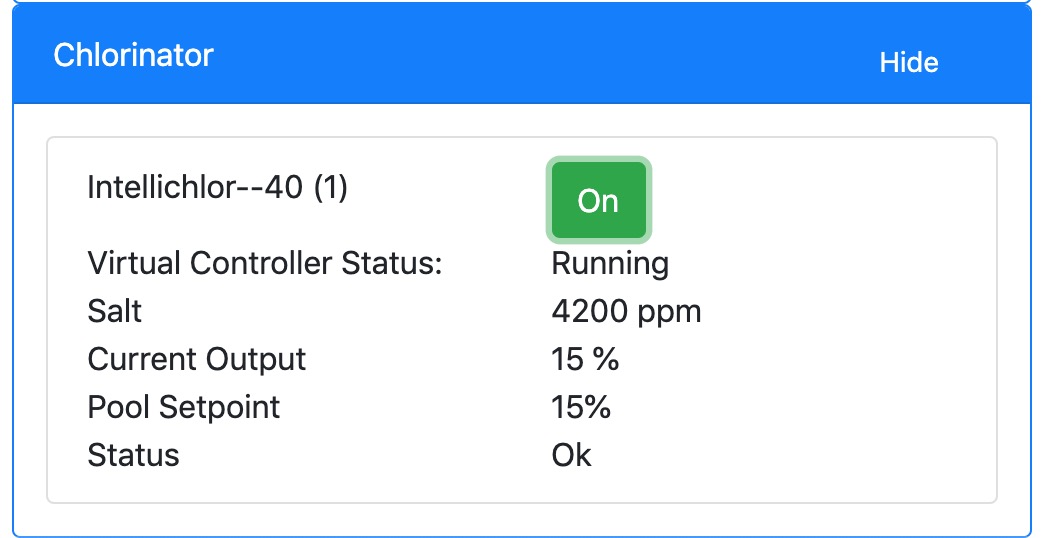 Chlorinator Hide
Intellichlor--40 (1) On
Virtual Controller Status: Running
Salt 4200 ppm
Current Output 15 %
Pool Setpoint 15%
Status Ok